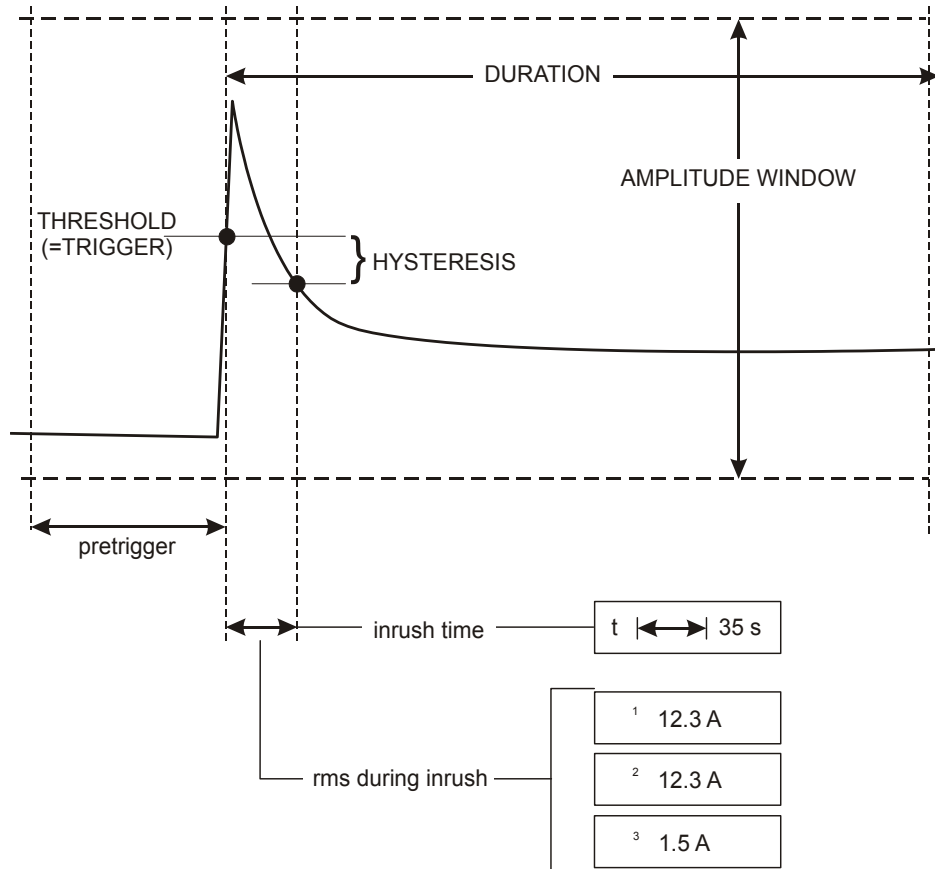 DURATION
AMPLITUDE WINDOW
THRESHOLD
(=TRIGGER)
} HYSTERESIS
pretrigger
inrush time
t 35 s
rms during inrush
1 12.3 A
2 12.3 A
3 1.5 A